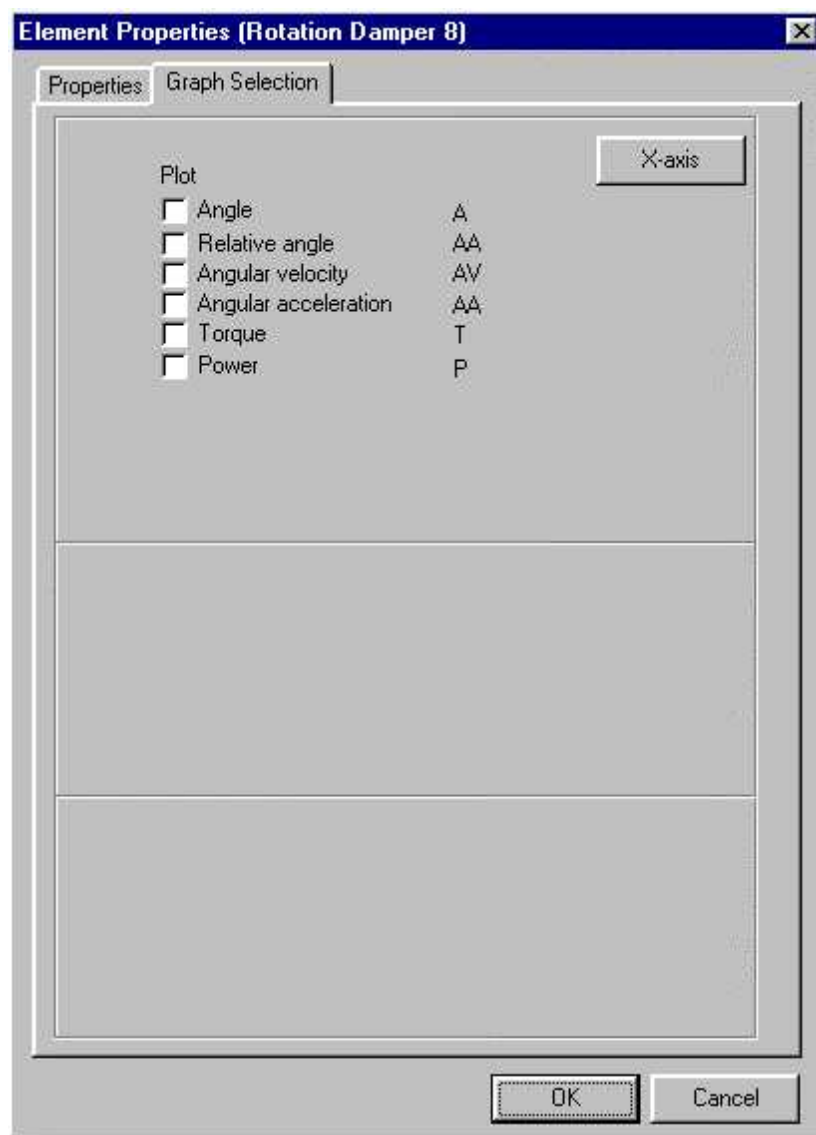 Element Properties (Rotation Damper 8)
Properties Graph Selection
X-axis
Plot
Angle A
Relative angle AA
Angular velocity AV
Angular acceleration AA
Torque T
Power P
OK Cancel